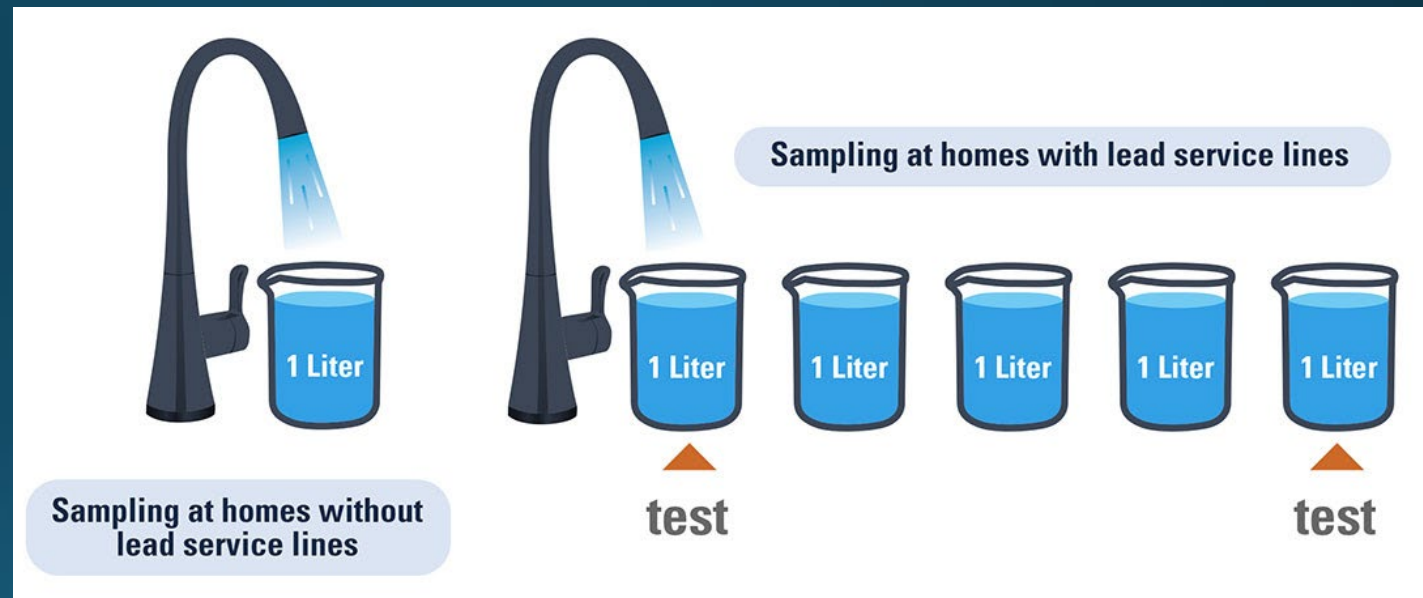 1 Liter
Sampling at homes without
lead service lines
Sampling at homes with lead service lines
1 Liter
1 Liter
1 Liter
1 Liter
1 Liter
test
test